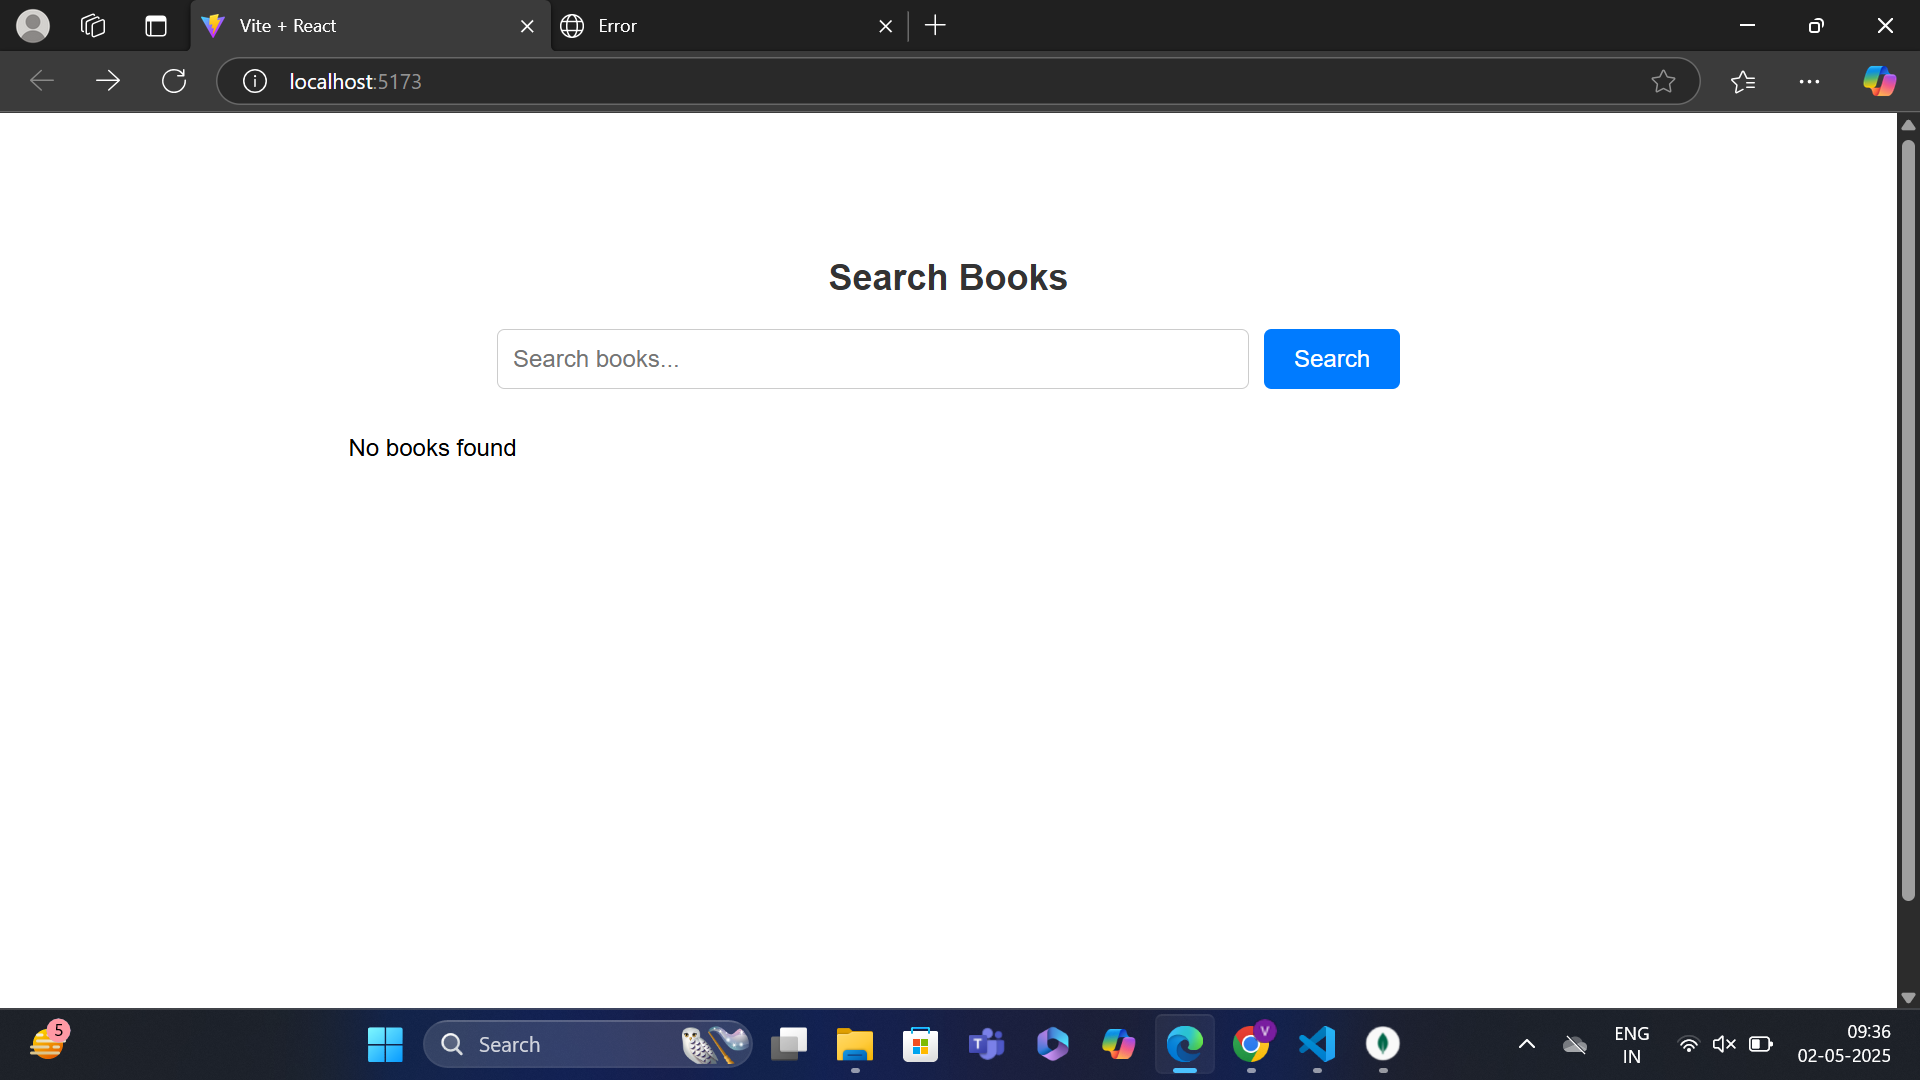 Vite + React
Error
localhost:5173
Search Books
Search books...
Search
No books found
5
Search
T
V
ENG
IN
09:36
02-05-2025